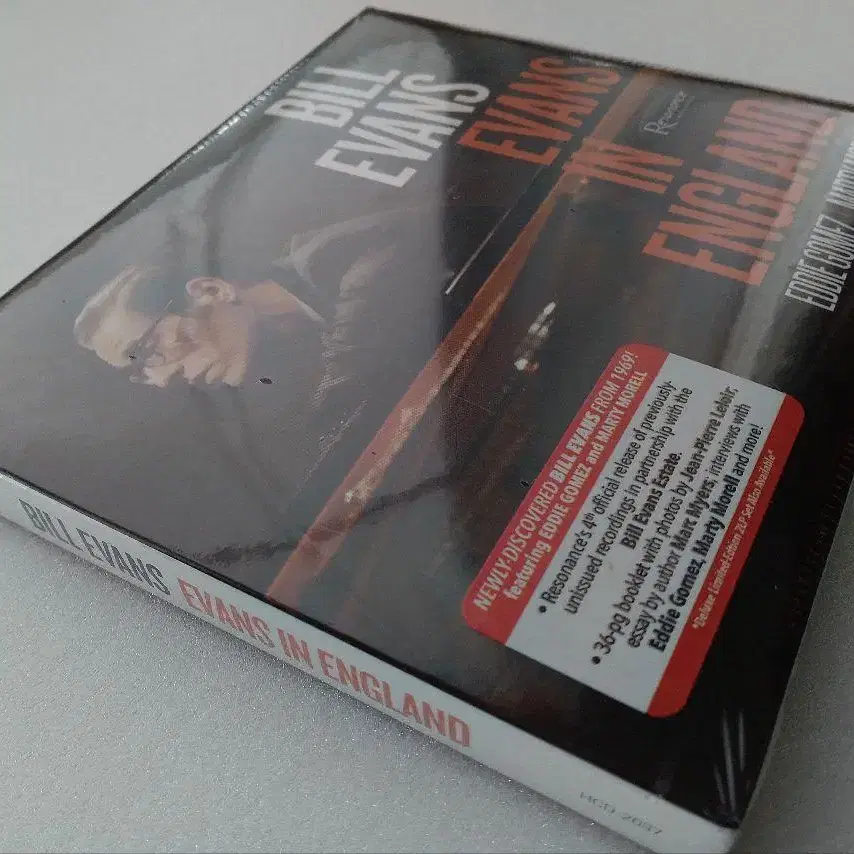 BILL
EVANS
EVANS
IN
ENGLAND
Resonance
EDDIE GOMEZ
NEWLY-DISCOVERED BILL EVANS FROM 1969!
featuring EDDIE GOMEZ and MARTY MORELL
• Resonance's 4th official release of previously
unissued recordings in partnership with the
Bill Evans Estate.
• 36-pg booklet with photos by Jean-Pierre Leloir,
essay by author Marc Myers, interviews with
Eddie Gomez, Marty Morell and more!
*Deluxe Limited-Edition 2LP Set Also Available*
BILL EVANS EVANS IN ENGLAND
HCD-2037